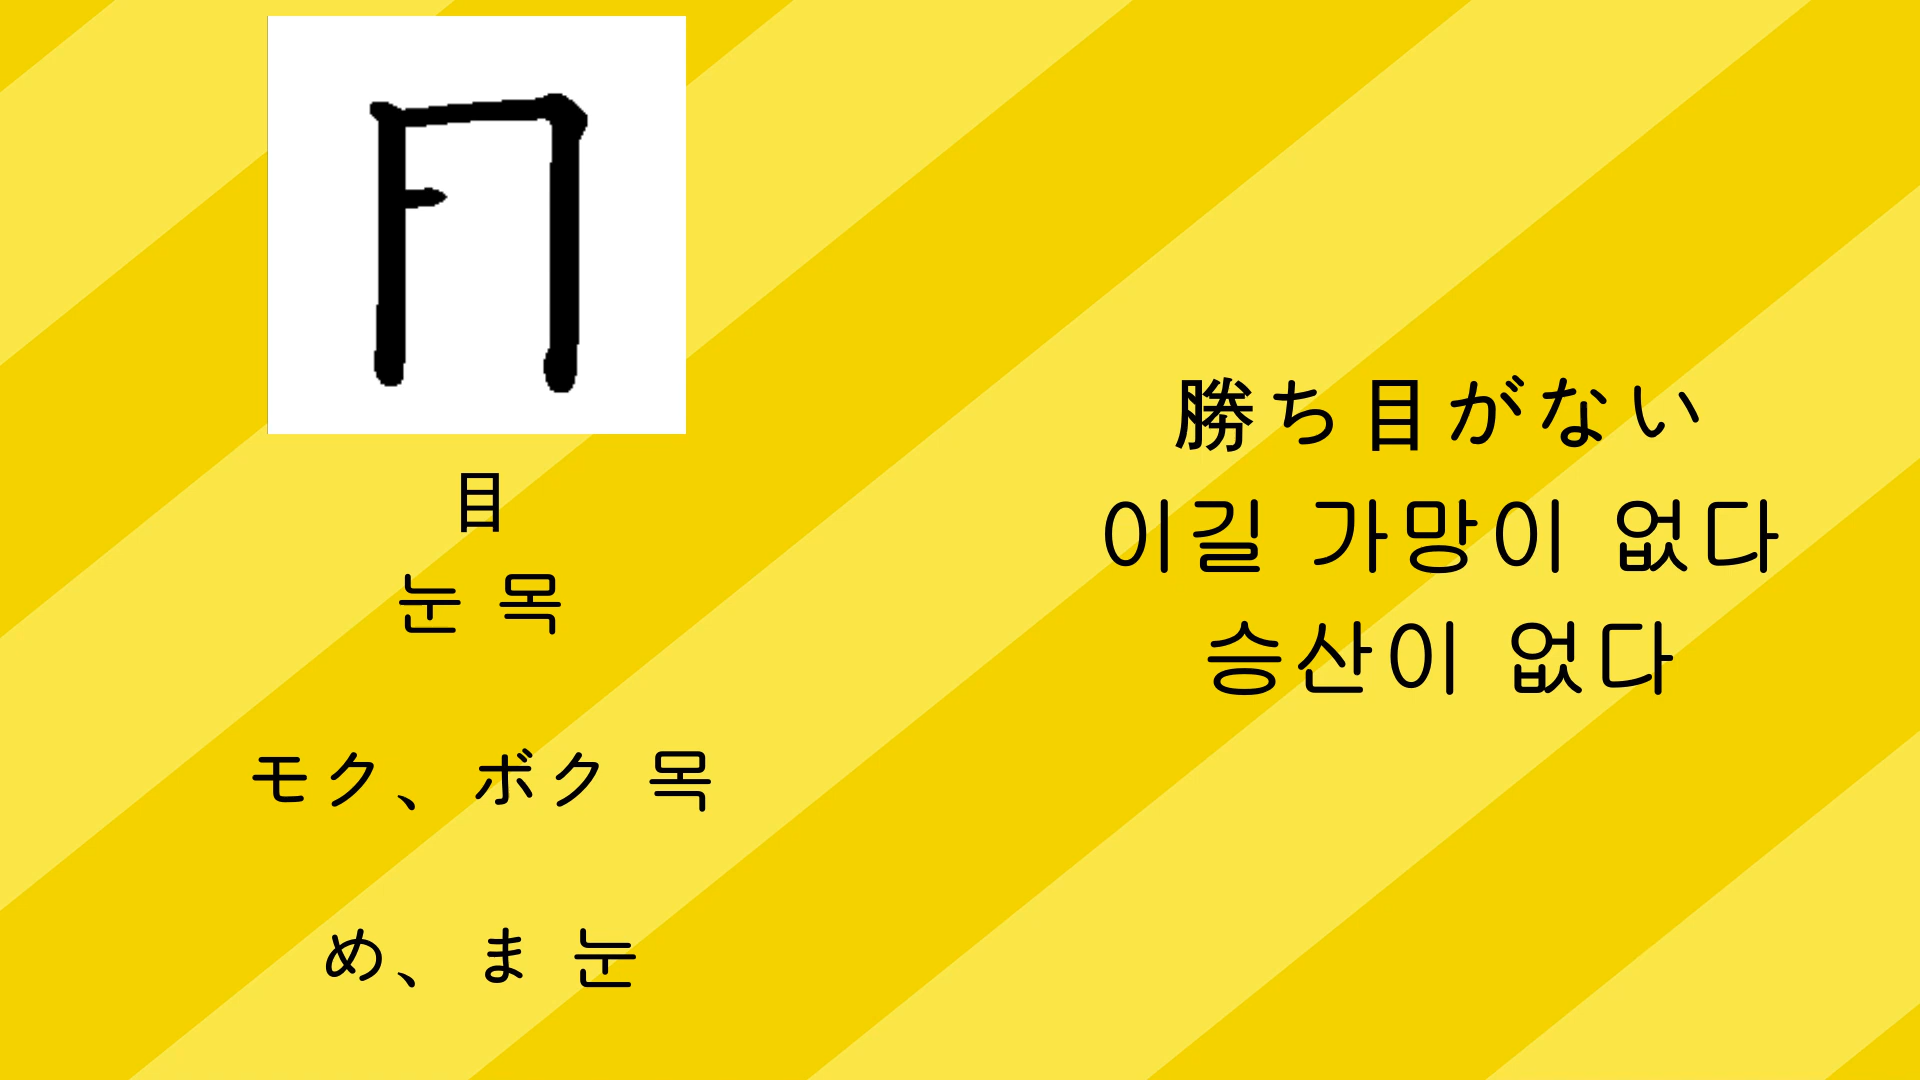 目
눈 목
モク、ボク 목
め、ま 눈
勝ち目がない
이길 가망이 없다
승산이 없다